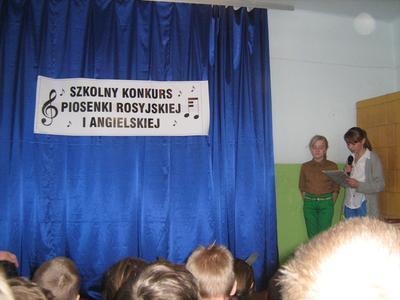 SZKOLNY KONKURS
PIOSENKI ROSYJSKIEJ
I ANGIELSKIEJ